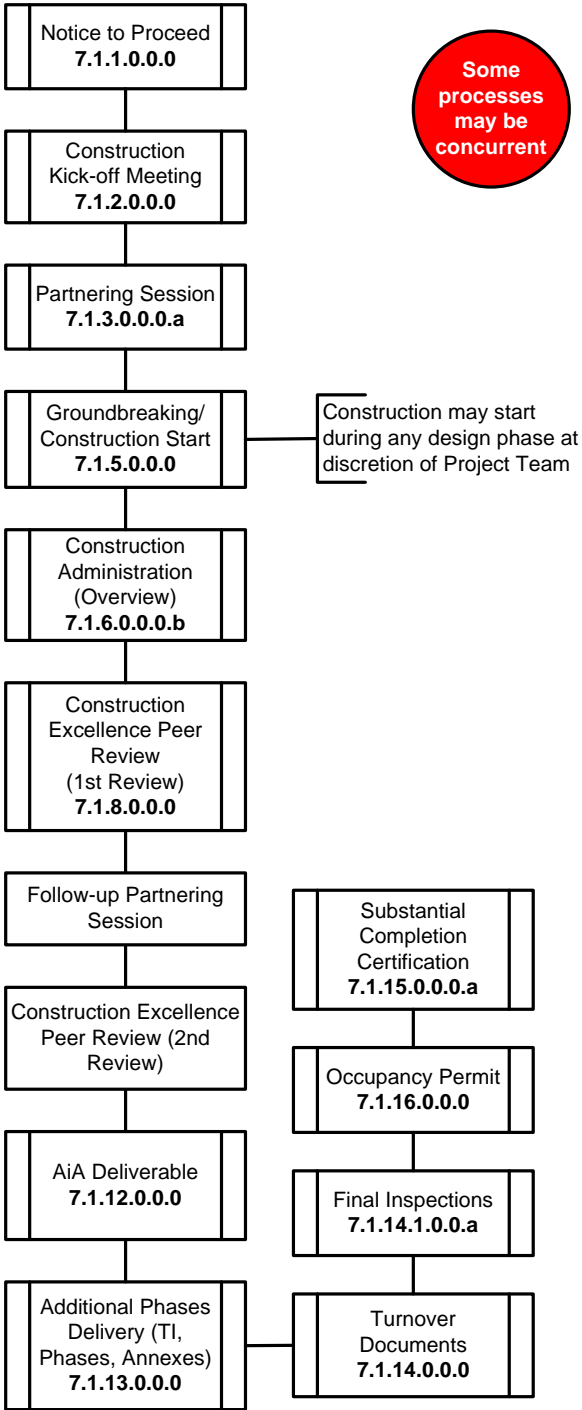 Notice to Proceed
7.1.1.0.0.0
Some
processes
may be
concurrent
Construction
Kick-off Meeting
7.1.2.0.0.0
Partnering Session
7.1.3.0.0.0.a
Groundbreaking/
Construction Start
7.1.5.0.0.0
Construction may start
during any design phase at
discretion of Project Team
Construction
Administration
(Overview)
7.1.6.0.0.0.b
Construction
Excellence Peer
Review
(1st Review)
7.1.8.0.0.0
Follow-up Partnering
Session
Construction Excellence
Peer Review (2nd
Review)
AiA Deliverable
7.1.12.0.0.0
Additional Phases
Delivery (TI,
Phases, Annexes)
7.1.13.0.0.0
Substantial
Completion
Certification
7.1.15.0.0.0.a
Occupancy Permit
7.1.16.0.0.0
Final Inspections
7.1.14.1.0.0.a
Turnover
Documents
7.1.14.0.0.0